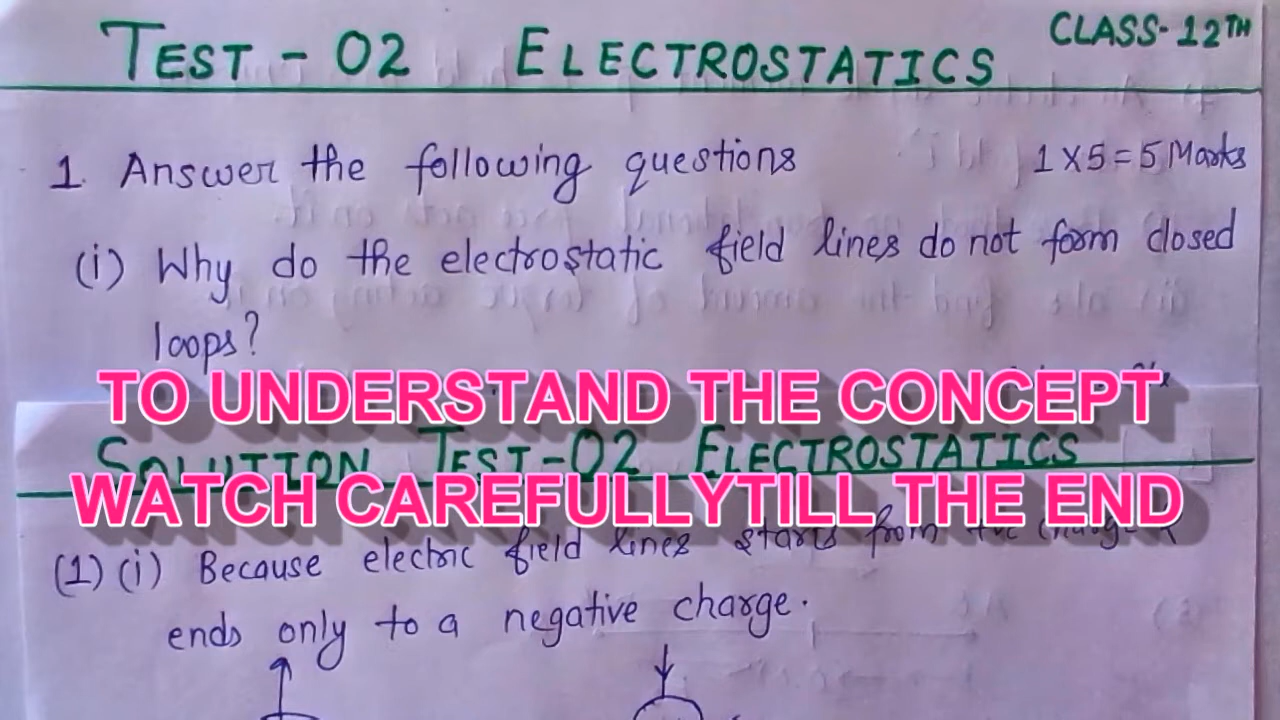 TEST - 02 ELECTROSTATICS CLASS- 12TH
1. Answer the following questions 1 X 5 = 5 Marks
(i) Why do the electrostatic field lines do not form closed
loops?
TO UNDERSTAND THE CONCEPT
SOLUTION TEST-02 ELECTROSTATICS
WATCH CAREFULLYTILL THE END
(1) (i) Because electric field lines starts from +ve charge
ends only to a negative charge.